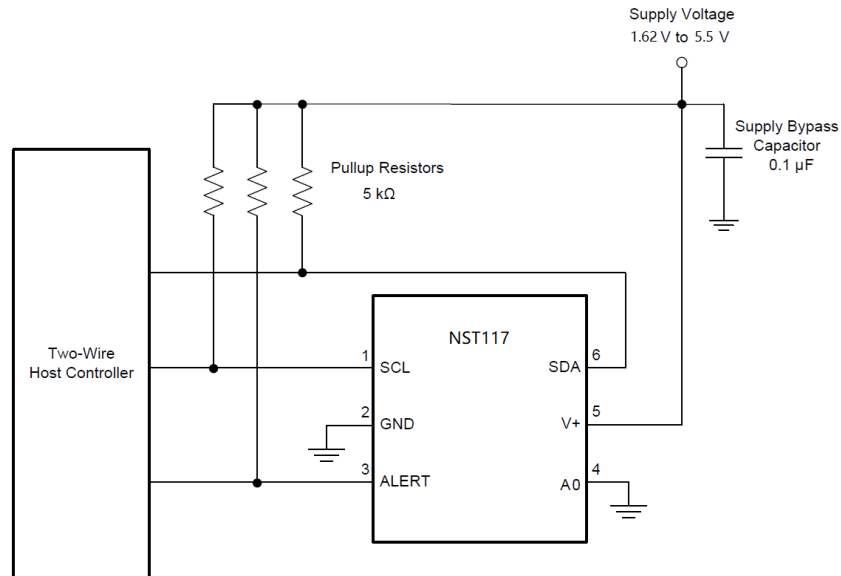 Supply Voltage
1.62 V to 5.5 V
Supply Bypass
Capacitor
0.1 µF
Pullup Resistors
5 kΩ
Two-Wire
Host Controller
NST117
1
SCL
2
GND
3
ALERT
6
SDA
5
V+
4
A0